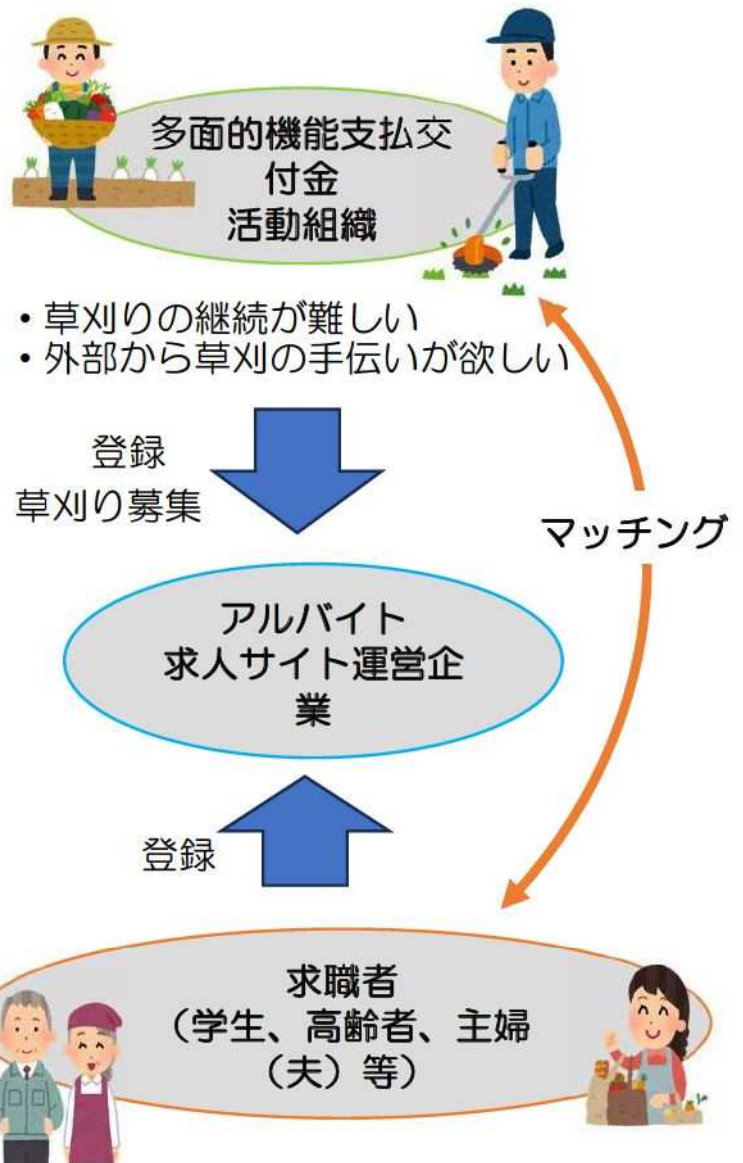 多面的機能支払交
付金
活動組織
・草刈りの継続が難しい
・外部から草刈の手伝いが欲しい
登録
草刈り募集
マッチング
アルバイト
求人サイト運営企
業
登録
求職者
（学生、高齢者、主婦
（夫）等）